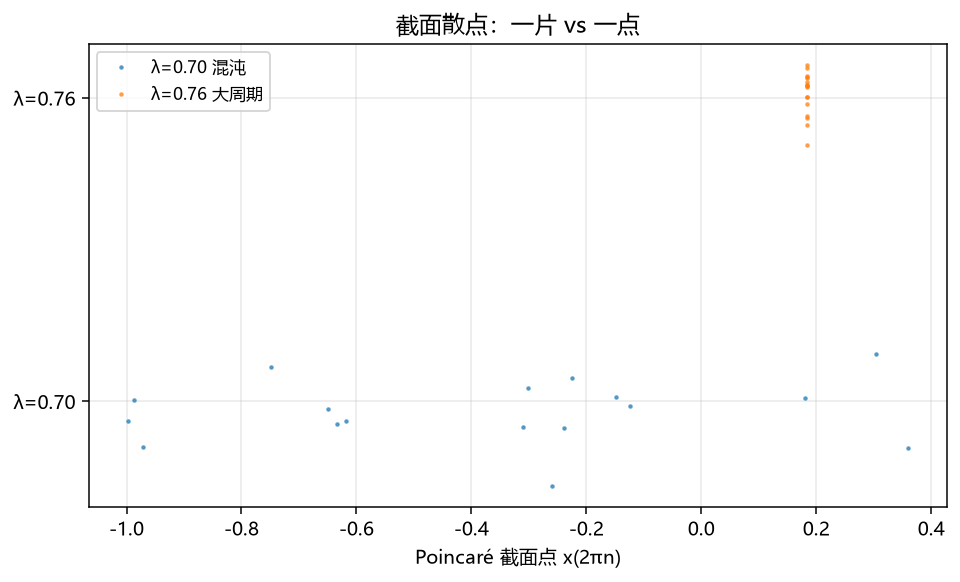 截面散点：一片 vs 一点
λ=0.70 混沌
λ=0.76 大周期
λ=0.76
λ=0.70
-1.0 -0.8 -0.6 -0.4 -0.2 0.0 0.2 0.4
Poincaré 截面点 x(2πn)